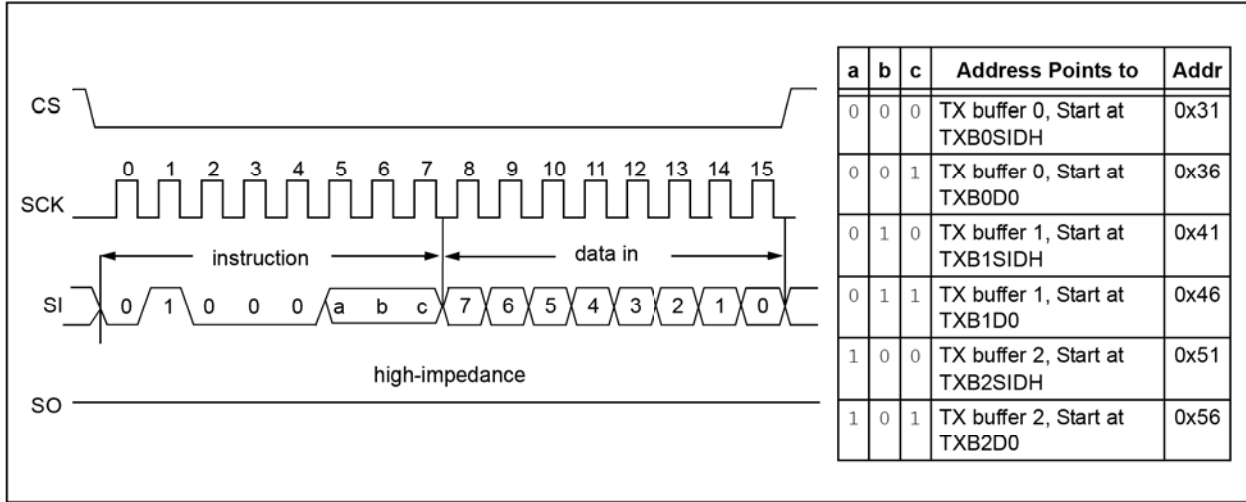 CS
SCK
0 1 2 3 4 5 6 7 8 9 10 11 12 13 14 15
instruction data in
SI
0 1 0 0 0 a b c 7 6 5 4 3 2 1 0
high-impedance
SO
a b c Address Points to Addr
0 0 0 TX buffer 0, Start at 0x31
TXB0SIDH
0 0 1 TX buffer 0, Start at 0x36
TXB0D0
0 1 0 TX buffer 1, Start at 0x41
TXB1SIDH
0 1 1 TX buffer 1, Start at 0x46
TXB1D0
1 0 0 TX buffer 2, Start at 0x51
TXB2SIDH
1 0 1 TX buffer 2, Start at 0x56
TXB2D0